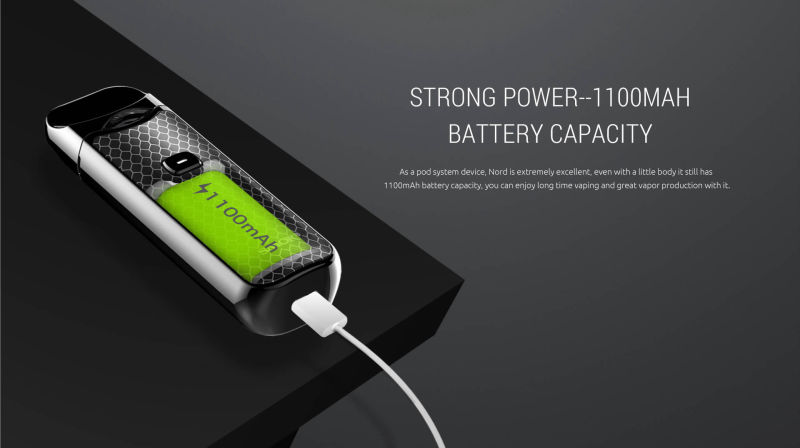 STRONG POWER--1100MAH
BATTERY CAPACITY
As a pod system device, Nord is extremely excellent, even with a little body it still has
1100mAh battery capacity, you can enjoy long time vaping and great vapor production with it.
1100mAh